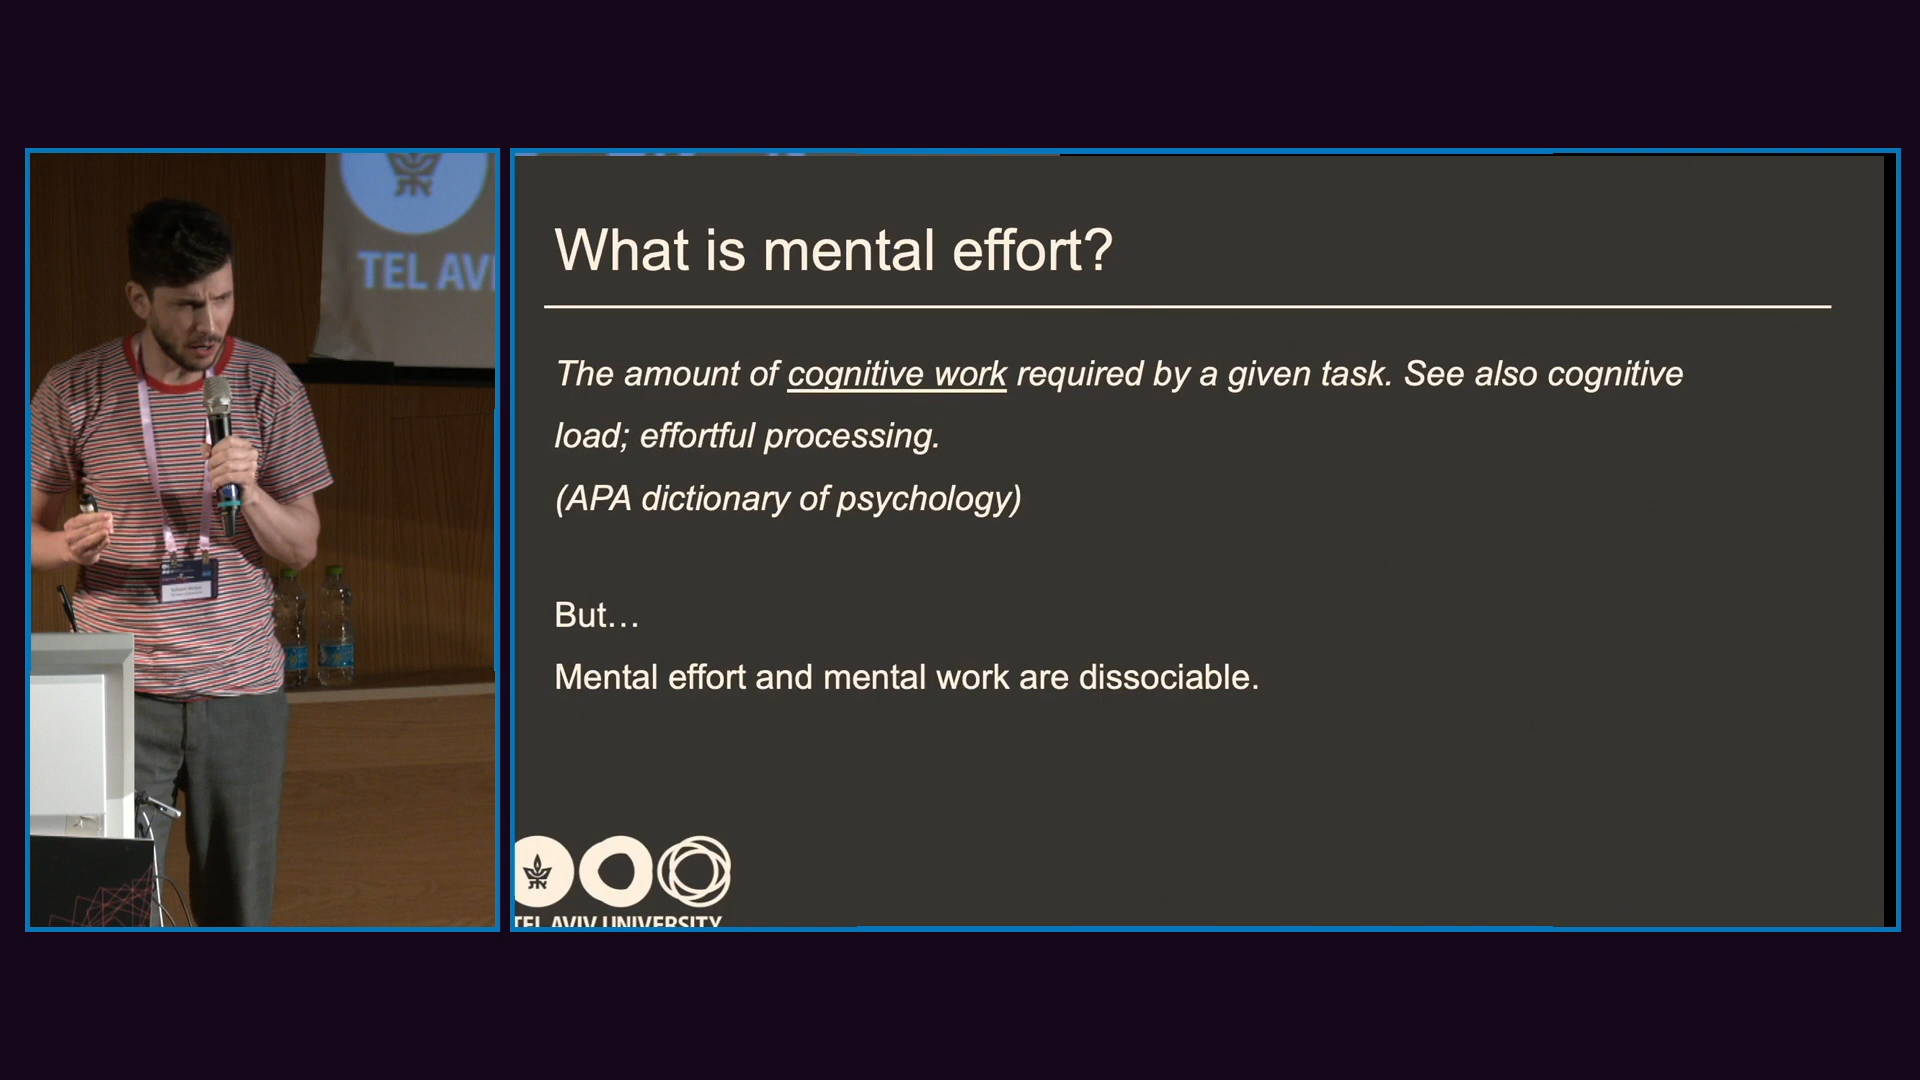 TEL AVI
What is mental effort?
The amount of cognitive work required by a given task. See also cognitive
load; effortful processing.
(APA dictionary of psychology)
But…
Mental effort and mental work are dissociable.
TEL AVIV UNIVERSITY